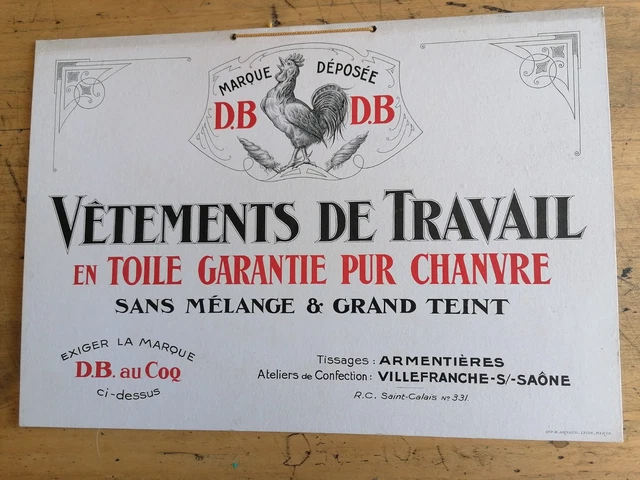 MARQUE DÉPOSÉE
D.B D.B
VÊTEMENTS DE TRAVAIL
EN TOILE GARANTIE PUR CHANVRE
SANS MÉLANGE & GRAND TEINT
EXIGER LA MARQUE
D.B. au Coq
ci-dessus
Tissages : ARMENTIÈRES
Ateliers de Confection : VILLEFRANCHE-S/-SAÔNE
R.C. Saint-Calais No 331.